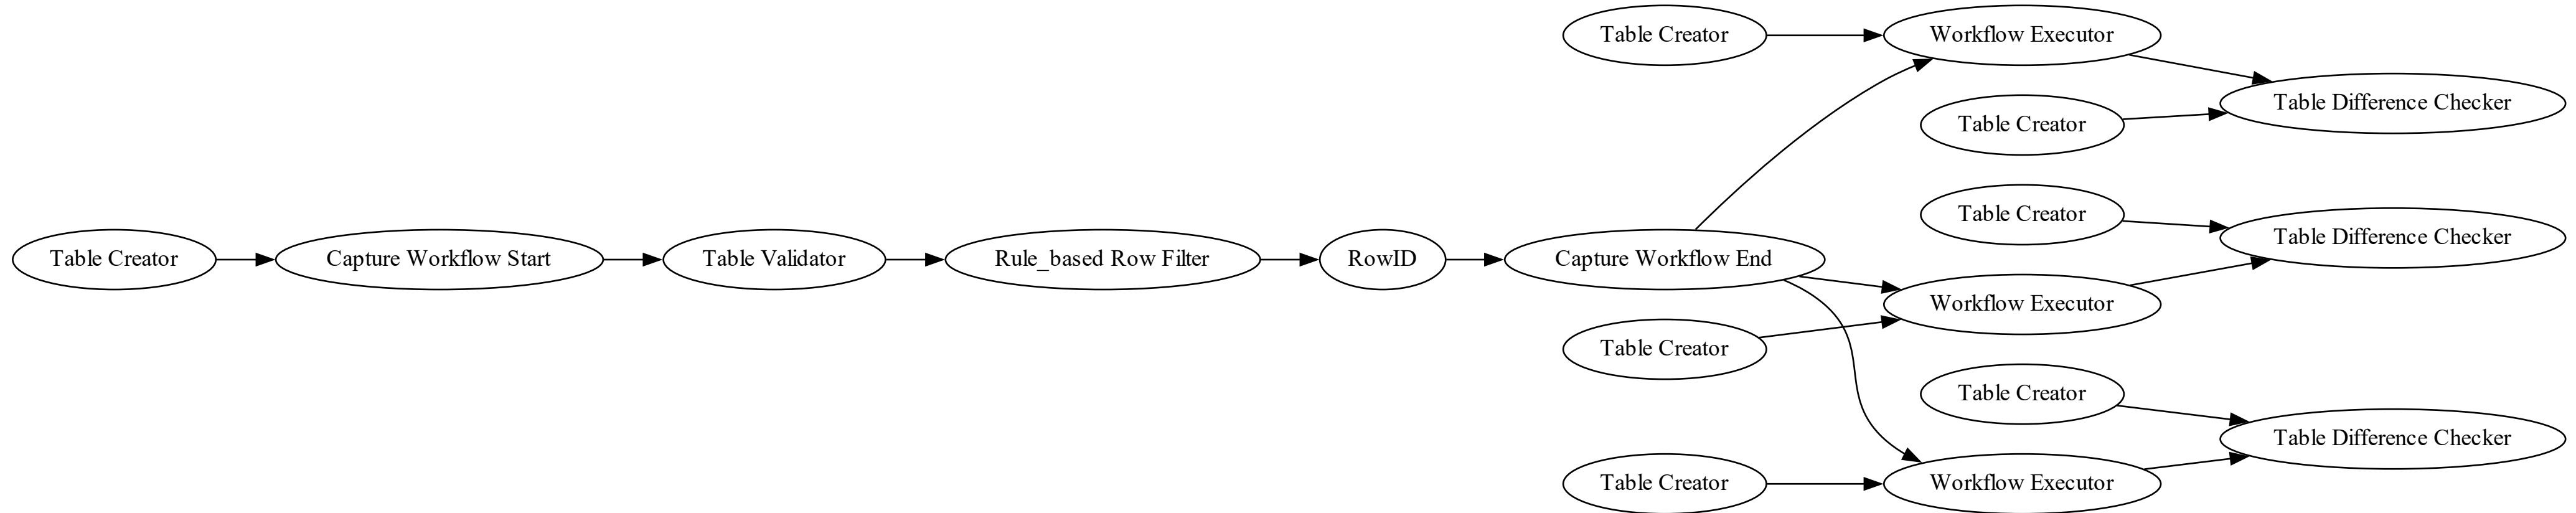 Table Creator
Workflow Executor
Table Difference Checker
Table Creator
Table Creator
Table Difference Checker
Table Creator
Capture Workflow Start
Table Validator
Rule_based Row Filter
RowID
Capture Workflow End
Workflow Executor
Table Creator
Table Creator
Table Difference Checker
Table Creator
Workflow Executor